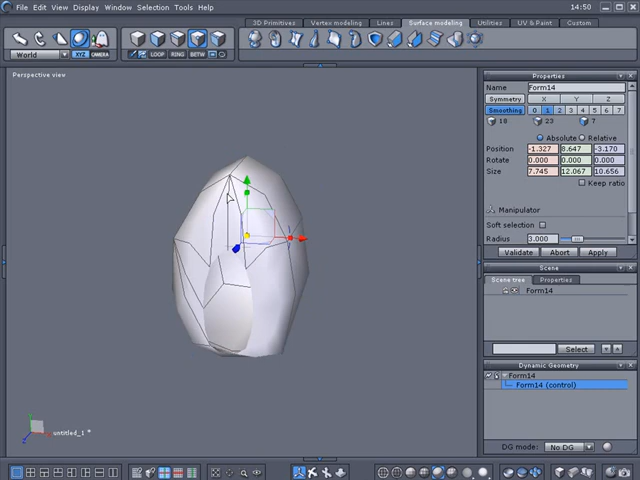 File Edit Display Window Selection Tools Help
14:50
3D Primitives Vertex modeling Lines Surface modeling Utilities UV & Paint Custom
World
XYZ CAMERA
LOOP RING BETW
Perspective view
Properties
Name Form14
Symmetry X Y Z
Smoothing 0 1 2 3 4 5 6 7
18 23 7
Absolute Relative
Position -1.327 8.647 -3.170
Rotate 0.000 0.000 0.000
Size 7.745 12.067 10.656
Keep ratio
Manipulator
Soft selection
Radius 3.000
Validate Abort Apply
Scene
Scene tree Properties
Form14
Select
Dynamic Geometry
Form14
Form14 (control)
DG mode: No DG
Z
untitled_1 *